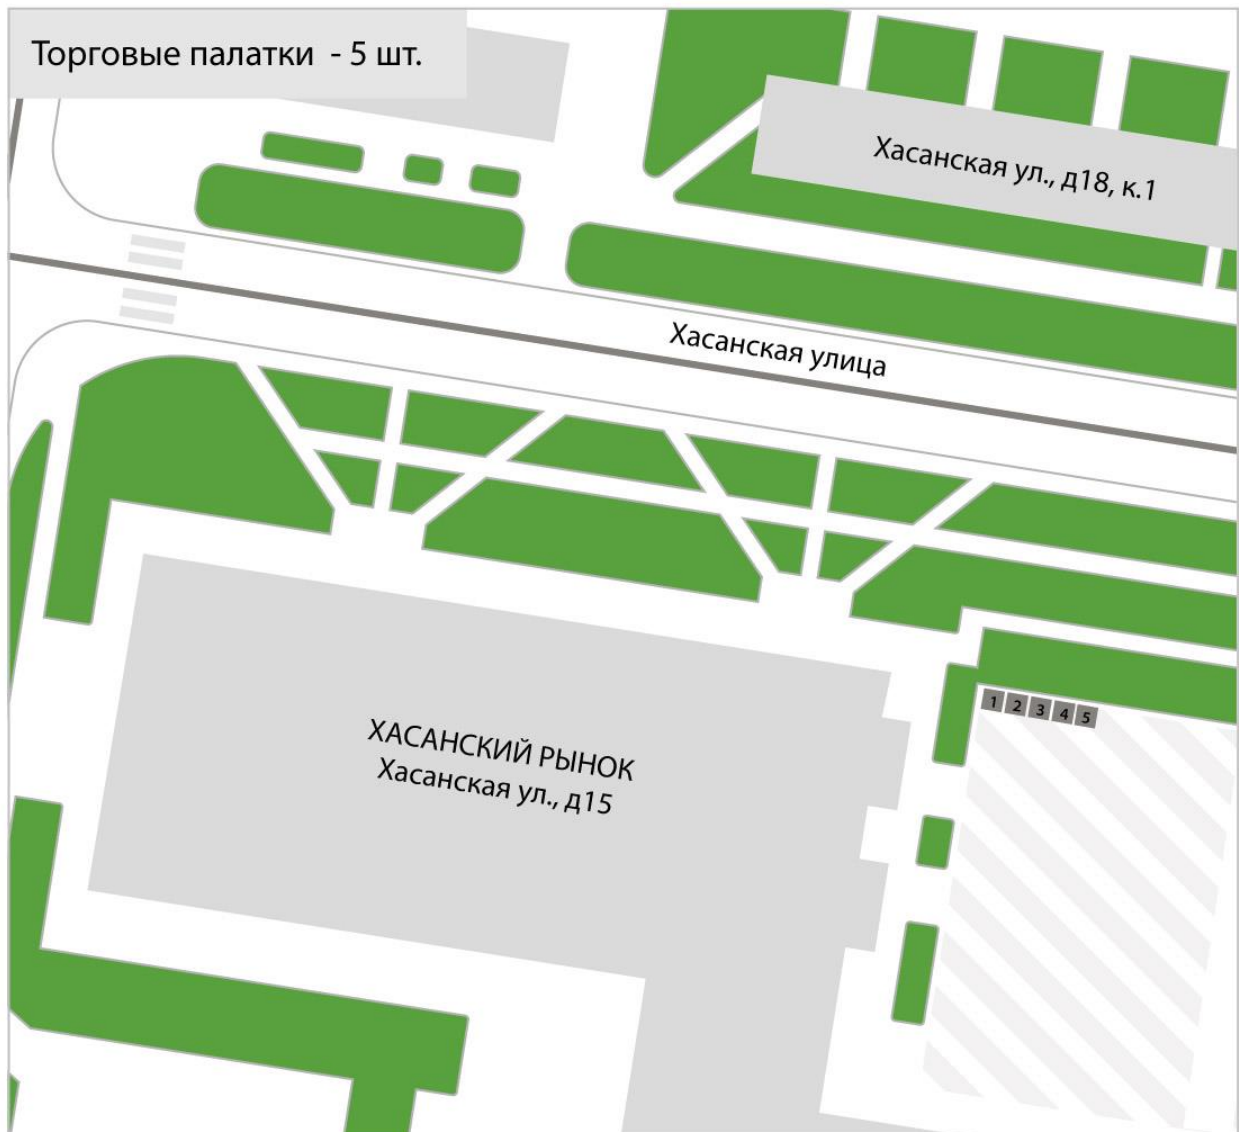 Торговые палатки - 5 шт.
Хасанская ул., д18, к.1
Хасанская улица
1 2 3 4 5
ХАСАНСКИЙ РЫНОК
Хасанская ул., д15